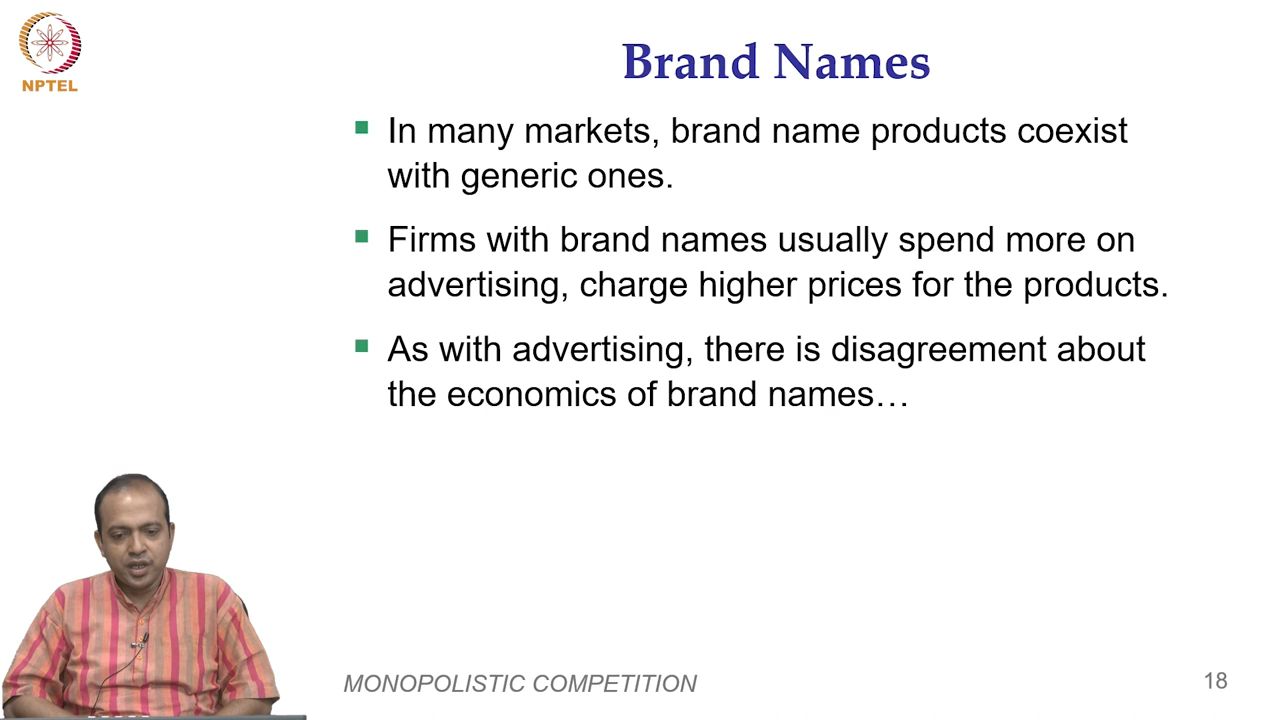 NPTEL
Brand Names
In many markets, brand name products coexist
with generic ones.
Firms with brand names usually spend more on
advertising, charge higher prices for the products.
As with advertising, there is disagreement about
the economics of brand names…
MONOPOLISTIC COMPETITION
18